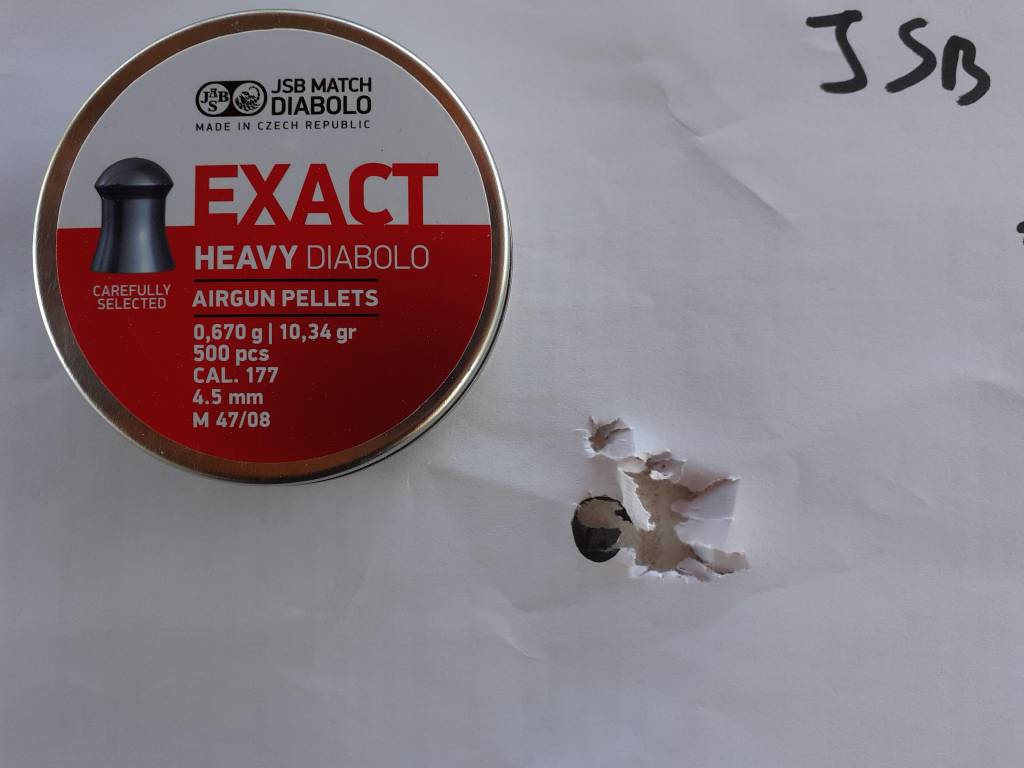 JSB
JSB MATCH
DIABOLO
MADE IN CZECH REPUBLIC
EXACT
HEAVY DIABOLO
CAREFULLY
SELECTED
AIRGUN PELLETS
0,670 g | 10,34 gr
500 pcs
CAL. 177
4.5 mm
M 47/08
JSB